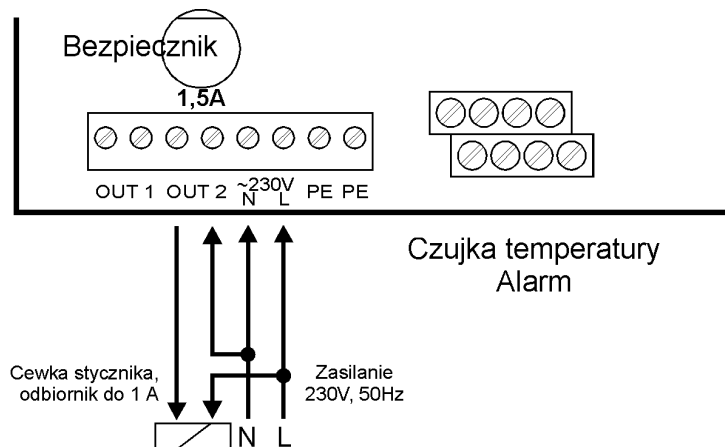 Bezpiecznik
1,5A
OUT 1 OUT 2 ~230V PE PE
N L
Czujka temperatury
Alarm
Cewka stycznika,
odbiornik do 1 A
Zasilanie
230V, 50Hz
N L